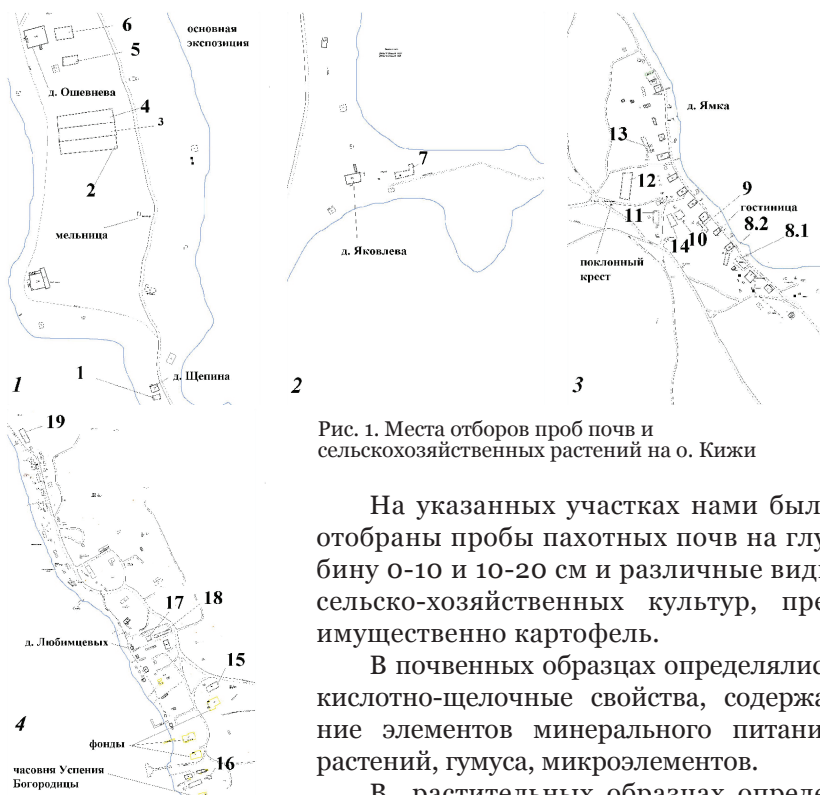 6
основная
экспозиция
5
д. Ошевнева
4
3
2
мельница
1
д. Щепина
1
7
д. Яковлева
2
д. Ямка
13
12
9
гостиница
11
8.2
10
8.1
14
поклонный
крест
3
19
17
18
д. Любимцевых
15
4
фонды
16
часовня Успения
Богородицы
Рис. 1. Места отборов проб почв и
сельскохозяйственных растений на о. Кижи
На указанных участках нами был
отобраны пробы пахотных почв на глу
бину 0-10 и 10-20 см и различные вид
сельско-хозяйственных культур, пре
имущественно картофель.
В почвенных образцах определялис
кислотно-щелочные свойства, содержа
ние элементов минерального питани
растений, гумуса, микроэлементов.
В растительных образцах опреде